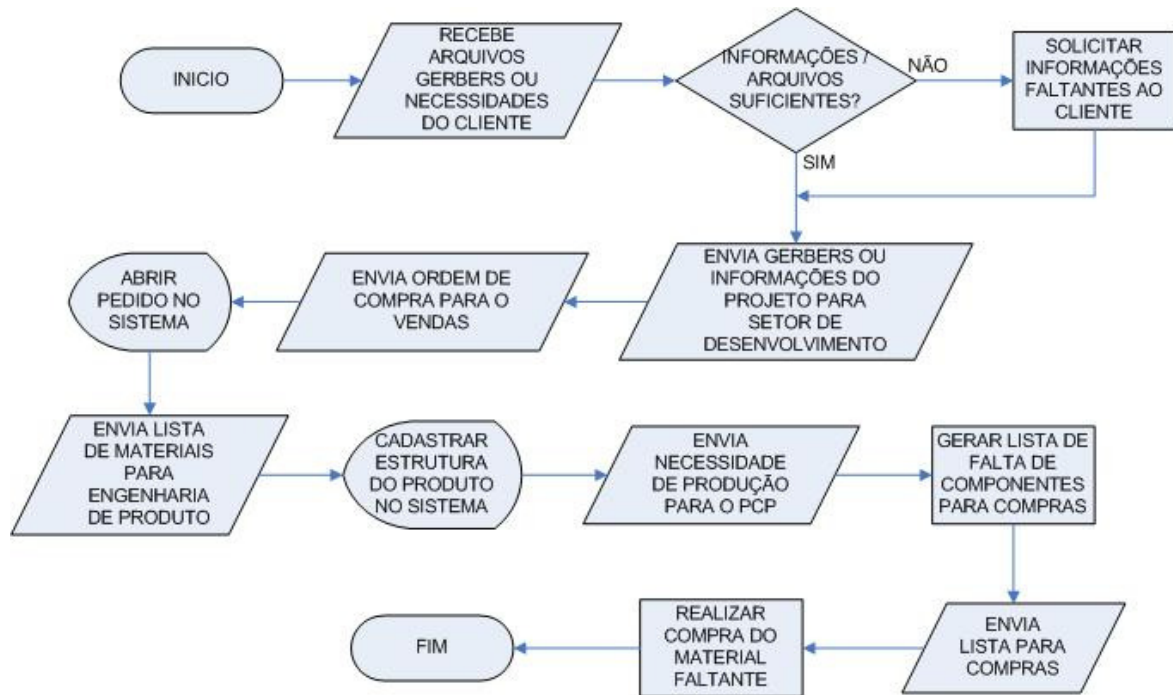 INICIO
RECEBE
ARQUIVOS
GERBERS OU
NECESSIDADES
DO CLIENTE
INFORMAÇÕES /
ARQUIVOS
SUFICIENTES?
NÃO
SOLICITAR
INFORMAÇÕES
FALTANTES AO
CLIENTE
SIM
ENVIA GERBERS OU
INFORMAÇÕES DO
PROJETO PARA
SETOR DE
DESENVOLVIMENTO
ENVIA ORDEM DE
COMPRA PARA O
VENDAS
ABRIR
PEDIDO NO
SISTEMA
ENVIA LISTA
DE MATERIAIS
PARA
ENGENHARIA
DE PRODUTO
CADASTRAR
ESTRUTURA
DO PRODUTO
NO SISTEMA
ENVIA
NECESSIDADE
DE PRODUÇÃO
PARA O PCP
GERAR LISTA DE
FALTA DE
COMPONENTES
PARA COMPRAS
ENVIA
LISTA PARA
COMPRAS
REALIZAR
COMPRA DO
MATERIAL
FALTANTE
FIM